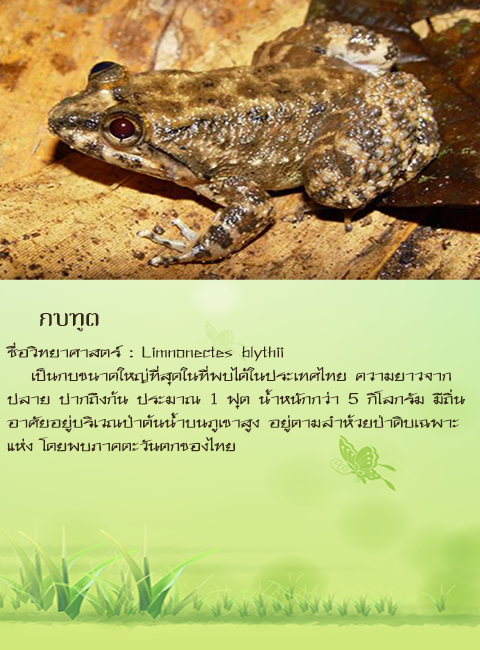 กบฑูต
ชื่อวิทยาศาสตร์ : Limnonectes blythii
เป็นกบขนาดใหญ่ที่สุดในที่พบได้ในประเทศไทย ความยาวจาก
ปลาย ปากถึงก้น ประมาณ 1 ฟุต น้ำหนักกว่า 5 กิโลกรัม มีถิ่น
อาศัยอยู่บริเวณป่าต้นน้ำบนภูเขาสูง อยู่ตามลำห้วยป่าดิบเฉพาะ
แห่ง โดยพบภาคตะวันตกของไทย